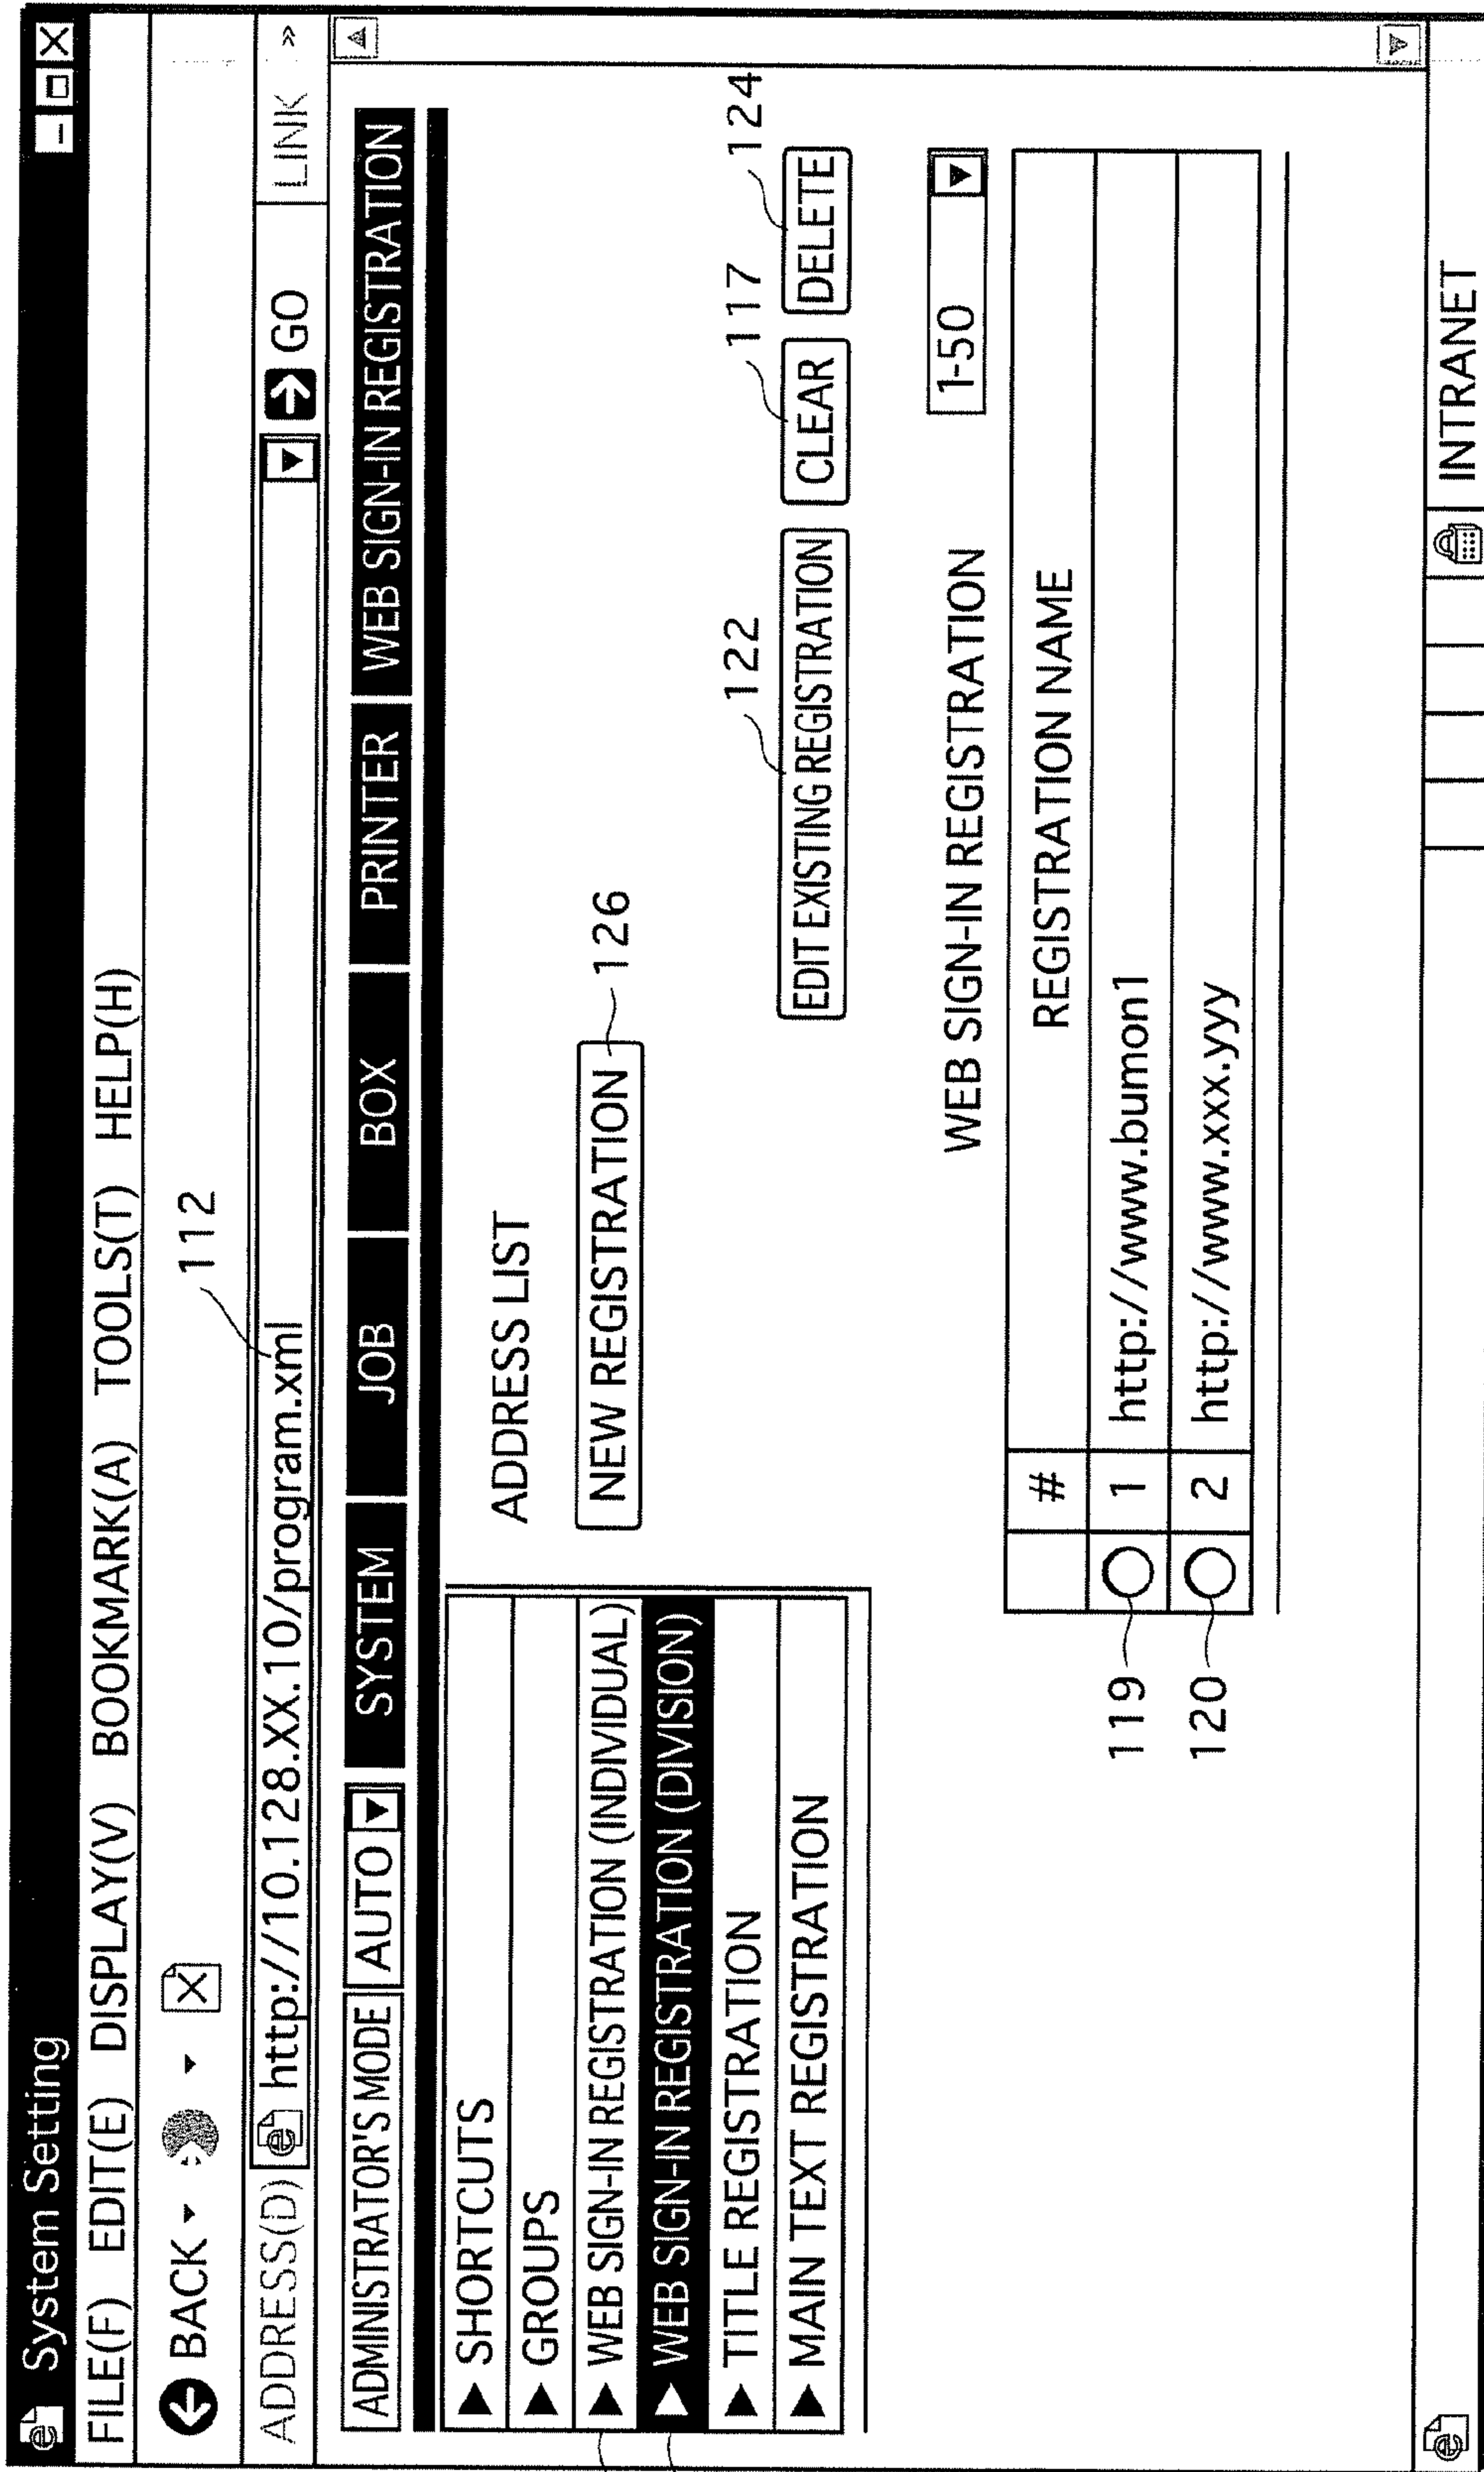 System Setting
FILE(F) EDIT(E) DISPLAY(V) BOOKMARK(A) TOOLS(T) HELP(H)
BACK
112
ADDRESS(D) http://10.128.XX.10/program.xml GO LINK »
ADMINISTRATOR'S MODE AUTO SYSTEM JOB BOX PRINTER WEB SIGN-IN REGISTRATION
SHORTCUTS
GROUPS
WEB SIGN-IN REGISTRATION (INDIVIDUAL)
WEB SIGN-IN REGISTRATION (DIVISION)
TITLE REGISTRATION
MAIN TEXT REGISTRATION
ADDRESS LIST
NEW REGISTRATION 126
122 117 124
EDIT EXISTING REGISTRATION CLEAR DELETE
WEB SIGN-IN REGISTRATION 1-50
# REGISTRATION NAME
119 1 http://www.bumon1
120 2 http://www.xxx.yyy
INTRANET